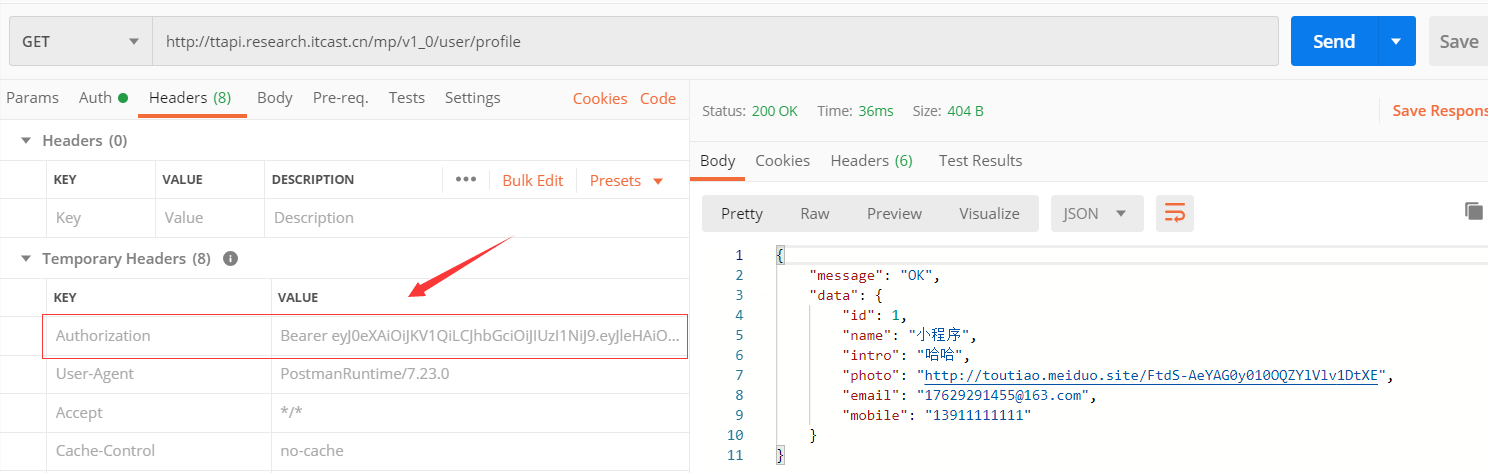 GET http://ttapi.research.itcast.cn/mp/v1_0/user/profile Send Save
Params Auth Headers (8) Body Pre-req. Tests Settings Cookies Code
Headers (0)
KEY VALUE DESCRIPTION ••• Bulk Edit Presets
Key Value Description
Temporary Headers (8) i
KEY VALUE
Authorization Bearer eyJ0eXAiOiJKV1QiLCJhbGciOiJIUzI1NiJ9.eyJleHAiO...
User-Agent PostmanRuntime/7.23.0
Accept */*
Cache-Control no-cache
Status: 200 OK Time: 36ms Size: 404 B Save Respons
Body Cookies Headers (6) Test Results
Pretty Raw Preview Visualize JSON
1 {
2 "message": "OK",
3 "data": {
4 "id": 1,
5 "name": "小程序",
6 "intro": "哈哈",
7 "photo": "http://toutiao.meiduo.site/FtdS-AeYAG0y010OQZYlVlv1DtXE",
8 "email": "17629291455@163.com",
9 "mobile": "13911111111"
10 }
11 }